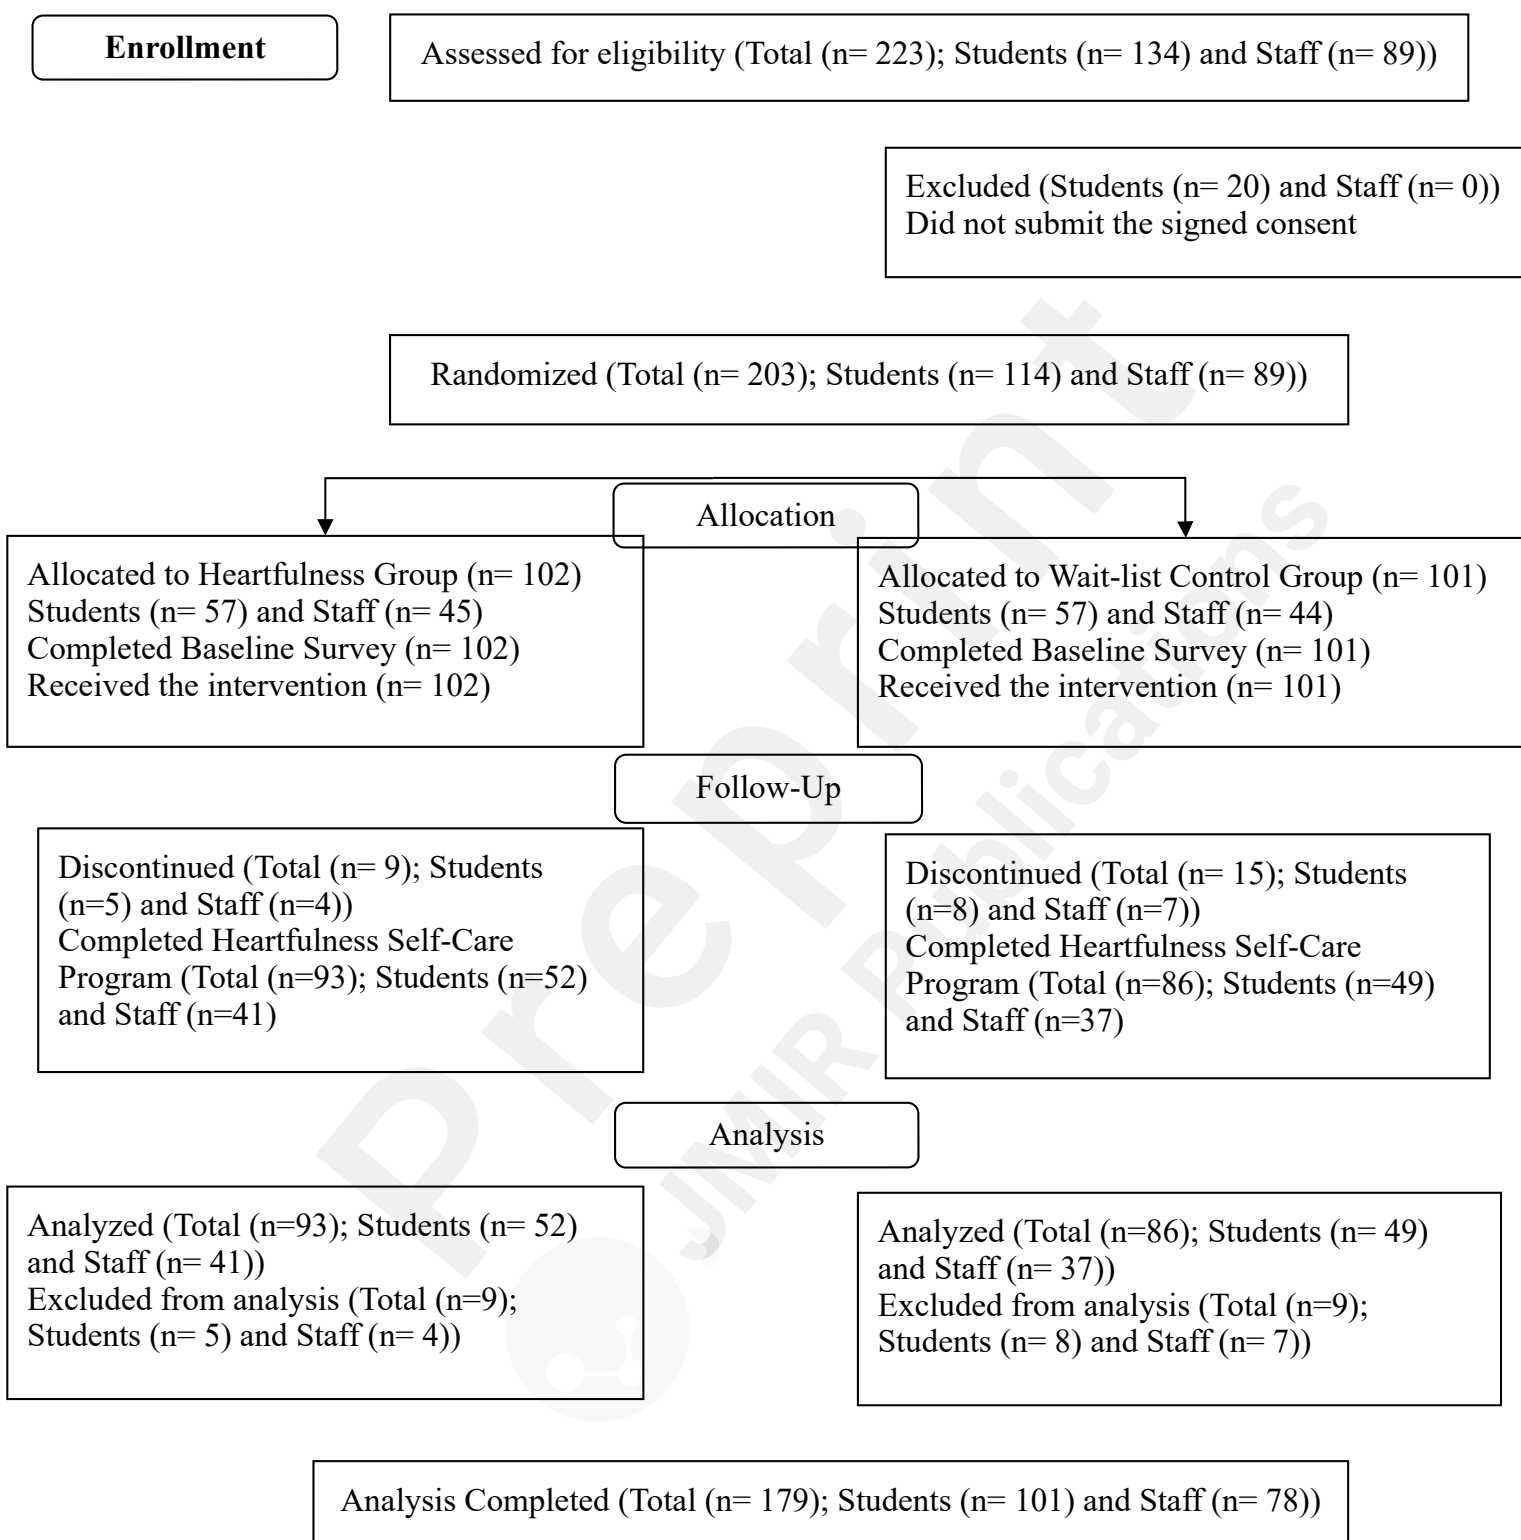 Enrollment
Assessed for eligibility (Total (n= 223); Students (n= 134) and Staff (n= 89))
Excluded (Students (n= 20) and Staff (n= 0))
Did not submit the signed consent
Randomized (Total (n= 203); Students (n= 114) and Staff (n= 89))
Allocation
Allocated to Heartfulness Group (n= 102)
Students (n= 57) and Staff (n= 45)
Completed Baseline Survey (n= 102)
Received the intervention (n= 102)
Allocated to Wait-list Control Group (n= 101)
Students (n= 57) and Staff (n= 44)
Completed Baseline Survey (n= 101)
Received the intervention (n= 101)
Follow-Up
Discontinued (Total (n= 9); Students
(n=5) and Staff (n=4))
Completed Heartfulness Self-Care
Program (Total (n=93); Students (n=52)
and Staff (n=41)
Discontinued (Total (n= 15); Students
(n=8) and Staff (n=7))
Completed Heartfulness Self-Care
Program (Total (n=86); Students (n=49)
and Staff (n=37)
Analysis
Analyzed (Total (n=93); Students (n= 52)
and Staff (n= 41))
Excluded from analysis (Total (n=9);
Students (n= 5) and Staff (n= 4))
Analyzed (Total (n=86); Students (n= 49)
and Staff (n= 37))
Excluded from analysis (Total (n=9);
Students (n= 8) and Staff (n= 7))
Analysis Completed (Total (n= 179); Students (n= 101) and Staff (n= 78))
Preprint
JMIR Publications